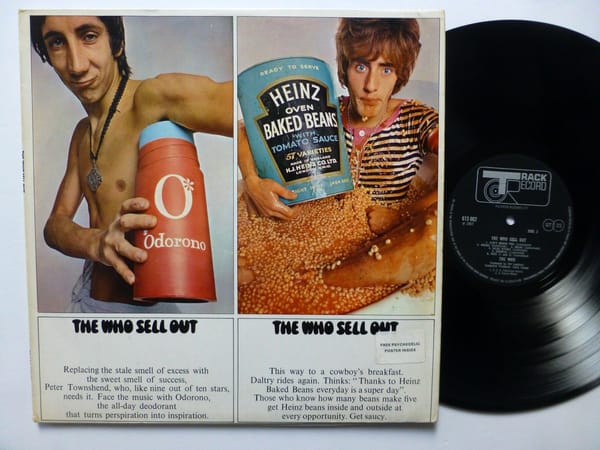 O*
Odorono
READY TO SERVE
HEINZ
OVEN
BAKED BEANS
WITH
TOMATO SAUCE
57 VARIETIES
H.J. HEINZ CO. LTD.
THE WHO SELL OUT
Replacing the stale smell of excess with
the sweet smell of success,
Peter Townshend, who, like nine out of ten stars,
needs it. Face the music with Odorono,
the all-day deodorant
that turns perspiration into inspiration.
THE WHO SELL OUT
FREE PSYCHEDELIC
POSTER INSIDE
This way to a cowboy's breakfast.
Daltry rides again. Thinks: "Thanks to Heinz
Baked Beans everyday is a super day".
Those who know how many beans make five
get Heinz beans inside and outside at
every opportunity. Get saucy.
TRACK
RECORD
THE WHO SELL OUT
THE WHO